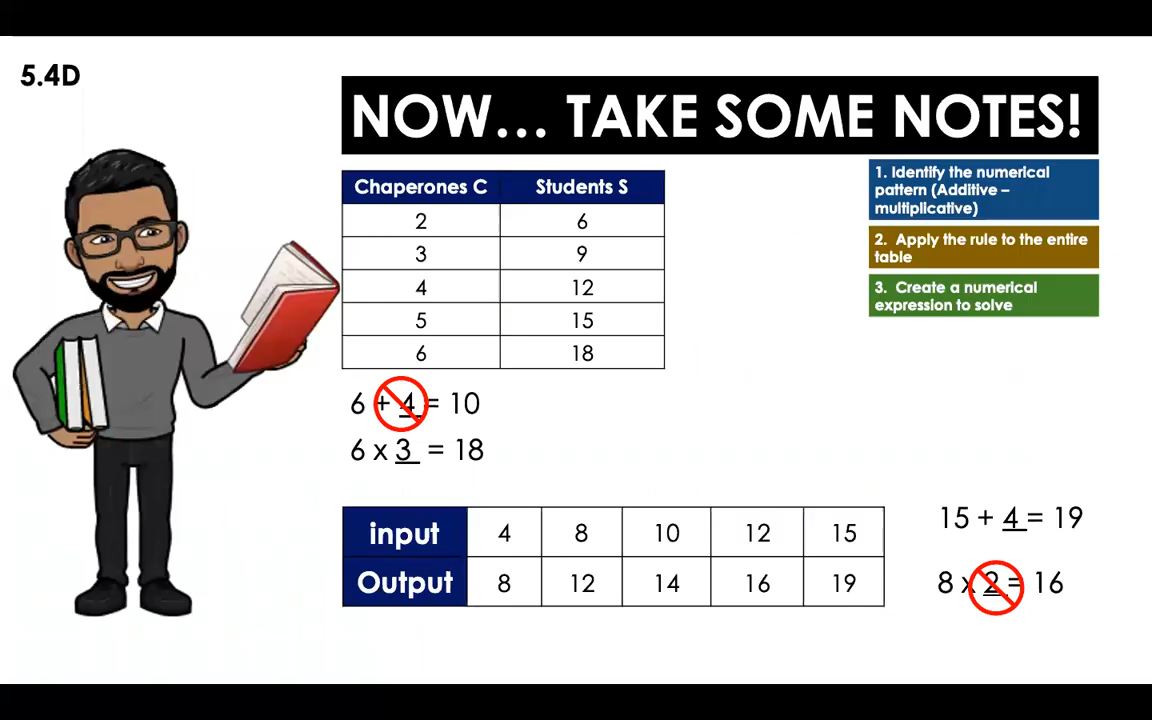 5.4D
NOW... TAKE SOME NOTES!
Chaperones C Students S
2 6
3 9
4 12
5 15
6 18
1. Identify the numerical
pattern (Additive –
multiplicative)
2. Apply the rule to the entire
table
3. Create a numerical
expression to solve
6 + 4 = 10
6 x 3 = 18
input 4 8 10 12 15
Output 8 12 14 16 19
15 + 4 = 19
8 x 2 = 16